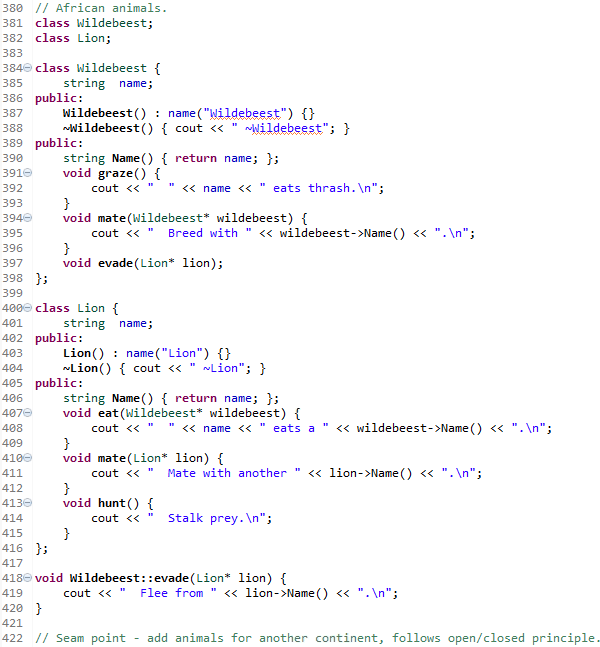 380 // African animals.
381 class Wildebeest;
382 class Lion;
383
384 class Wildebeest {
385     string  name;
386 public:
387     Wildebeest() : name("Wildebeest") {}
388     ~Wildebeest() { cout << " ~Wildebeest"; }
389 public:
390     string Name() { return name; };
391     void graze() {
392         cout << "  " << name << " eats thrash.\n";
393     }
394     void mate(Wildebeest* wildebeest) {
395         cout << "  Breed with " << wildebeest->Name() << ".\n";
396     }
397     void evade(Lion* lion);
398 };
399
400 class Lion {
401     string  name;
402 public:
403     Lion() : name("Lion") {}
404     ~Lion() { cout << " ~Lion"; }
405 public:
406     string Name() { return name; };
407     void eat(Wildebeest* wildebeest) {
408         cout << "  " << name << " eats a " << wildebeest->Name() << ".\n";
409     }
410     void mate(Lion* lion) {
411         cout << "  Mate with another " << lion->Name() << ".\n";
412     }
413     void hunt() {
414         cout << "  Stalk prey.\n";
415     }
416 };
417
418 void Wildebeest::evade(Lion* lion) {
419     cout << "  Flee from " << lion->Name() << ".\n";
420 }
421
422 // Seam point - add animals for another continent, follows open/closed principle.